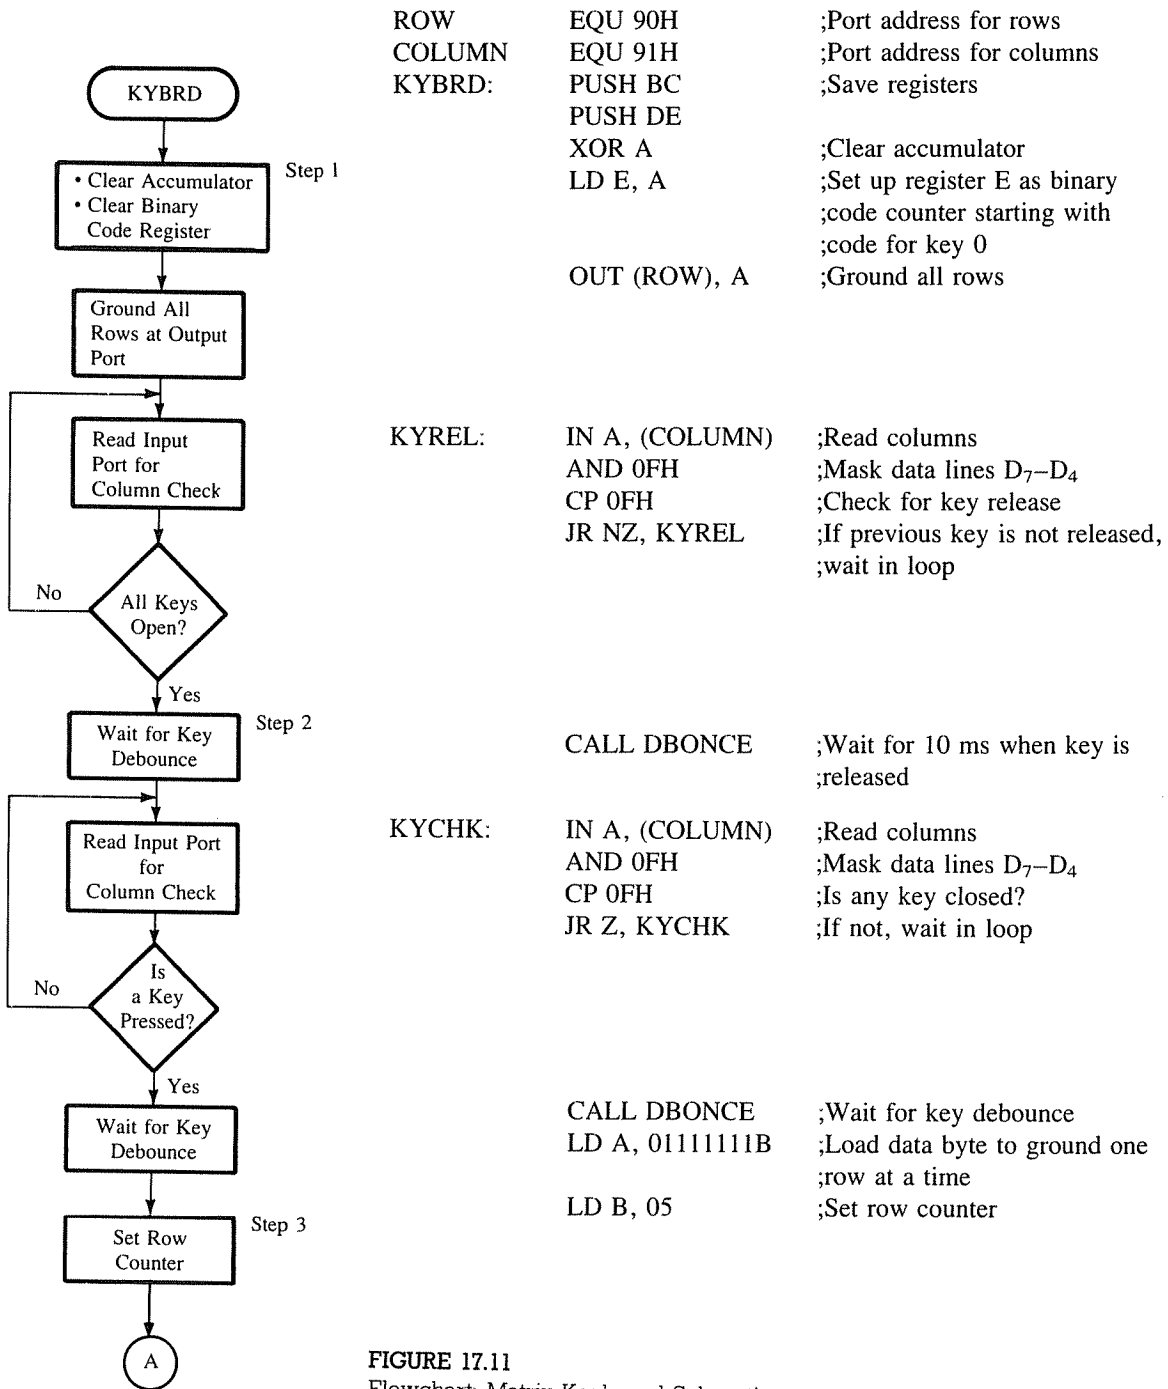 ROW EQU 90H ;Port address for rows
COLUMN EQU 91H ;Port address for columns
KYBRD: PUSH BC ;Save registers
PUSH DE
XOR A ;Clear accumulator
LD E, A ;Set up register E as binary
;code counter starting with
;code for key 0
OUT (ROW), A ;Ground all rows
KYREL: IN A, (COLUMN) ;Read columns
AND 0FH ;Mask data lines D₇–D₄
CP 0FH ;Check for key release
JR NZ, KYREL ;If previous key is not released,
;wait in loop
CALL DBONCE ;Wait for 10 ms when key is
;released
KYCHK: IN A, (COLUMN) ;Read columns
AND 0FH ;Mask data lines D₇–D₄
CP 0FH ;Is any key closed?
JR Z, KYCHK ;If not, wait in loop
CALL DBONCE ;Wait for key debounce
LD A, 01111111B ;Load data byte to ground one
;row at a time
LD B, 05 ;Set row counter
KYBRD
Step 1
• Clear Accumulator
• Clear Binary
Code Register
Ground All
Rows at Output
Port
Read Input
Port for
Column Check
No
All Keys
Open?
Yes
Step 2
Wait for Key
Debounce
Read Input Port
for
Column Check
No
Is
a Key
Pressed?
Yes
Wait for Key
Debounce
Step 3
Set Row
Counter
A
FIGURE 17.11
Flowchart: Matrix Keyboard